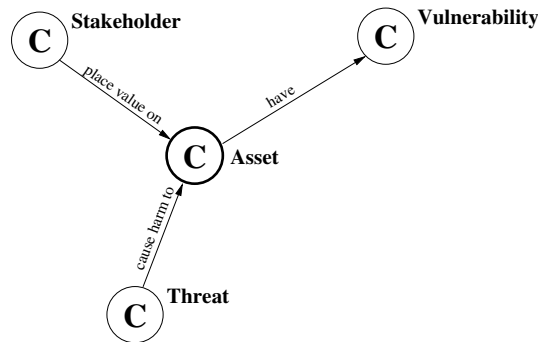 Stakeholder
C
Vulnerability
C
place value on
have
C
Asset
cause harm to
Threat
C